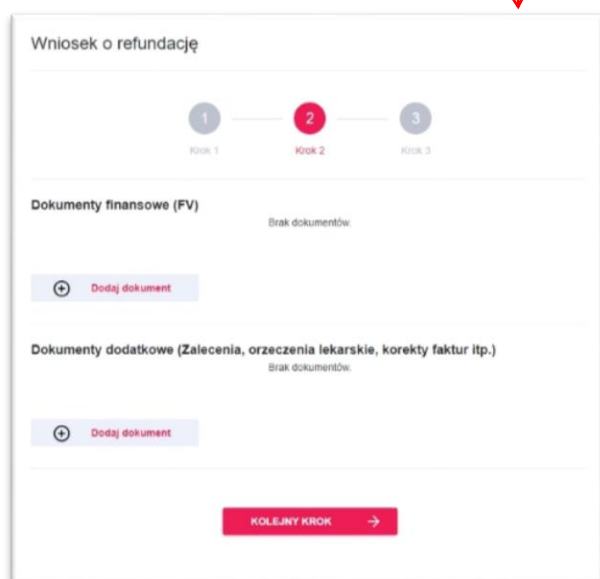 Wniosek o refundację
1 2 3
Krok 1 Krok 2 Krok 3
Dokumenty finansowe (FV)
Brak dokumentów.
Dodaj dokument
Dokumenty dodatkowe (Zalecenia, orzeczenia lekarskie, korekty faktur itp.)
Brak dokumentów.
Dodaj dokument
KOLEJNY KROK